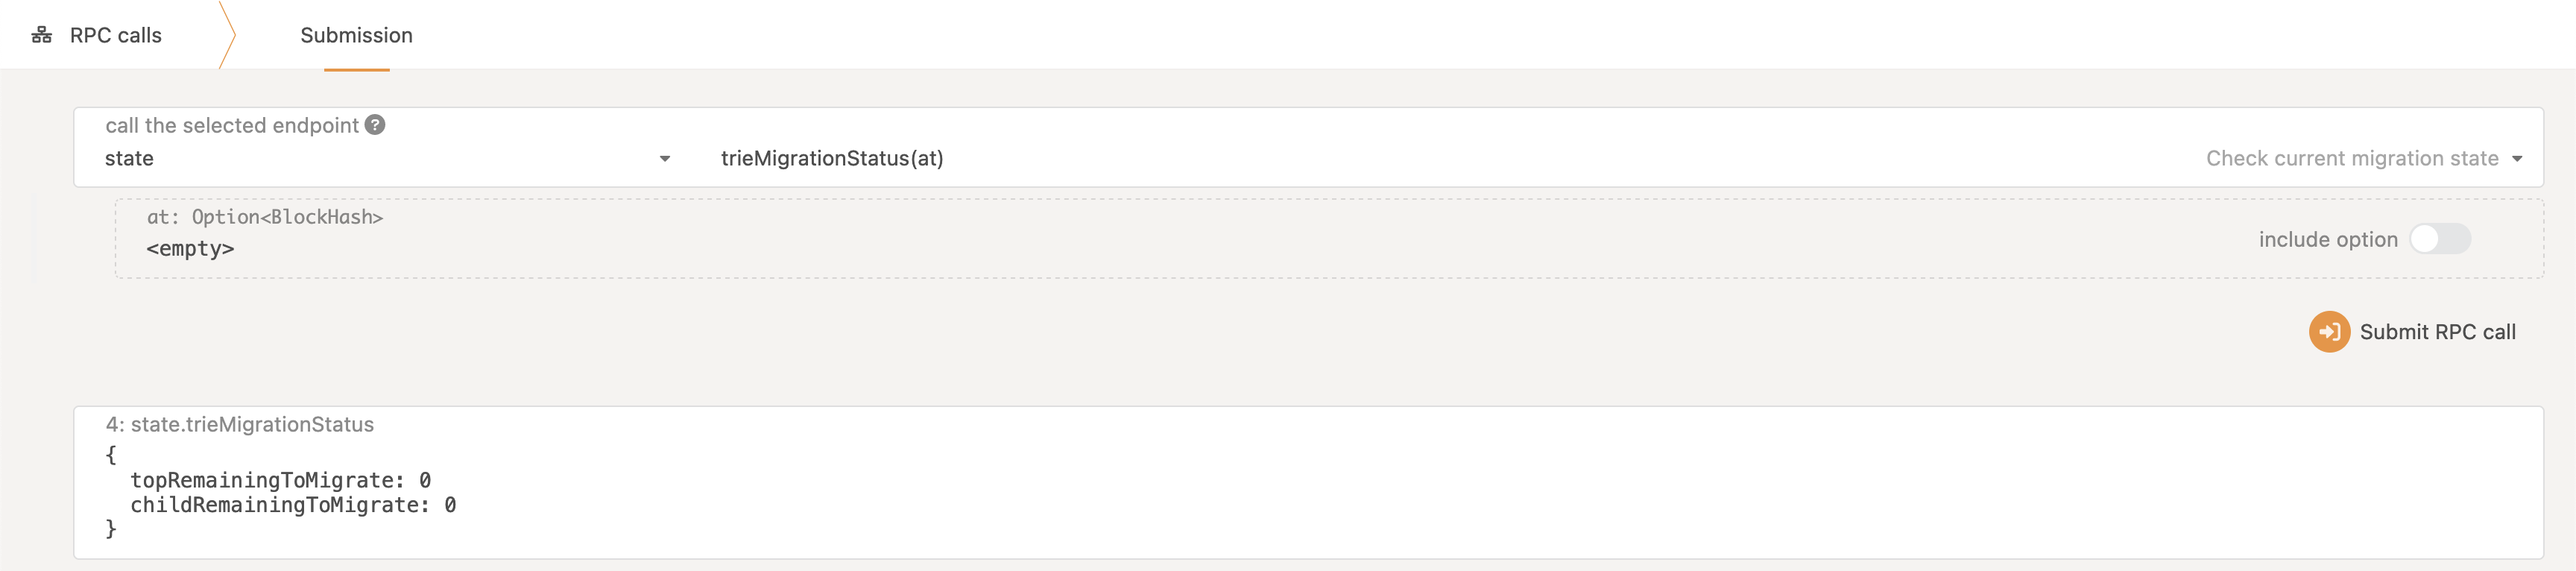 RPC calls
Submission
call the selected endpoint ?
state
trieMigrationStatus(at)
Check current migration state
at: Option<BlockHash>
<empty>
include option
Submit RPC call
4: state.trieMigrationStatus
{
  topRemainingToMigrate: 0
  childRemainingToMigrate: 0
}